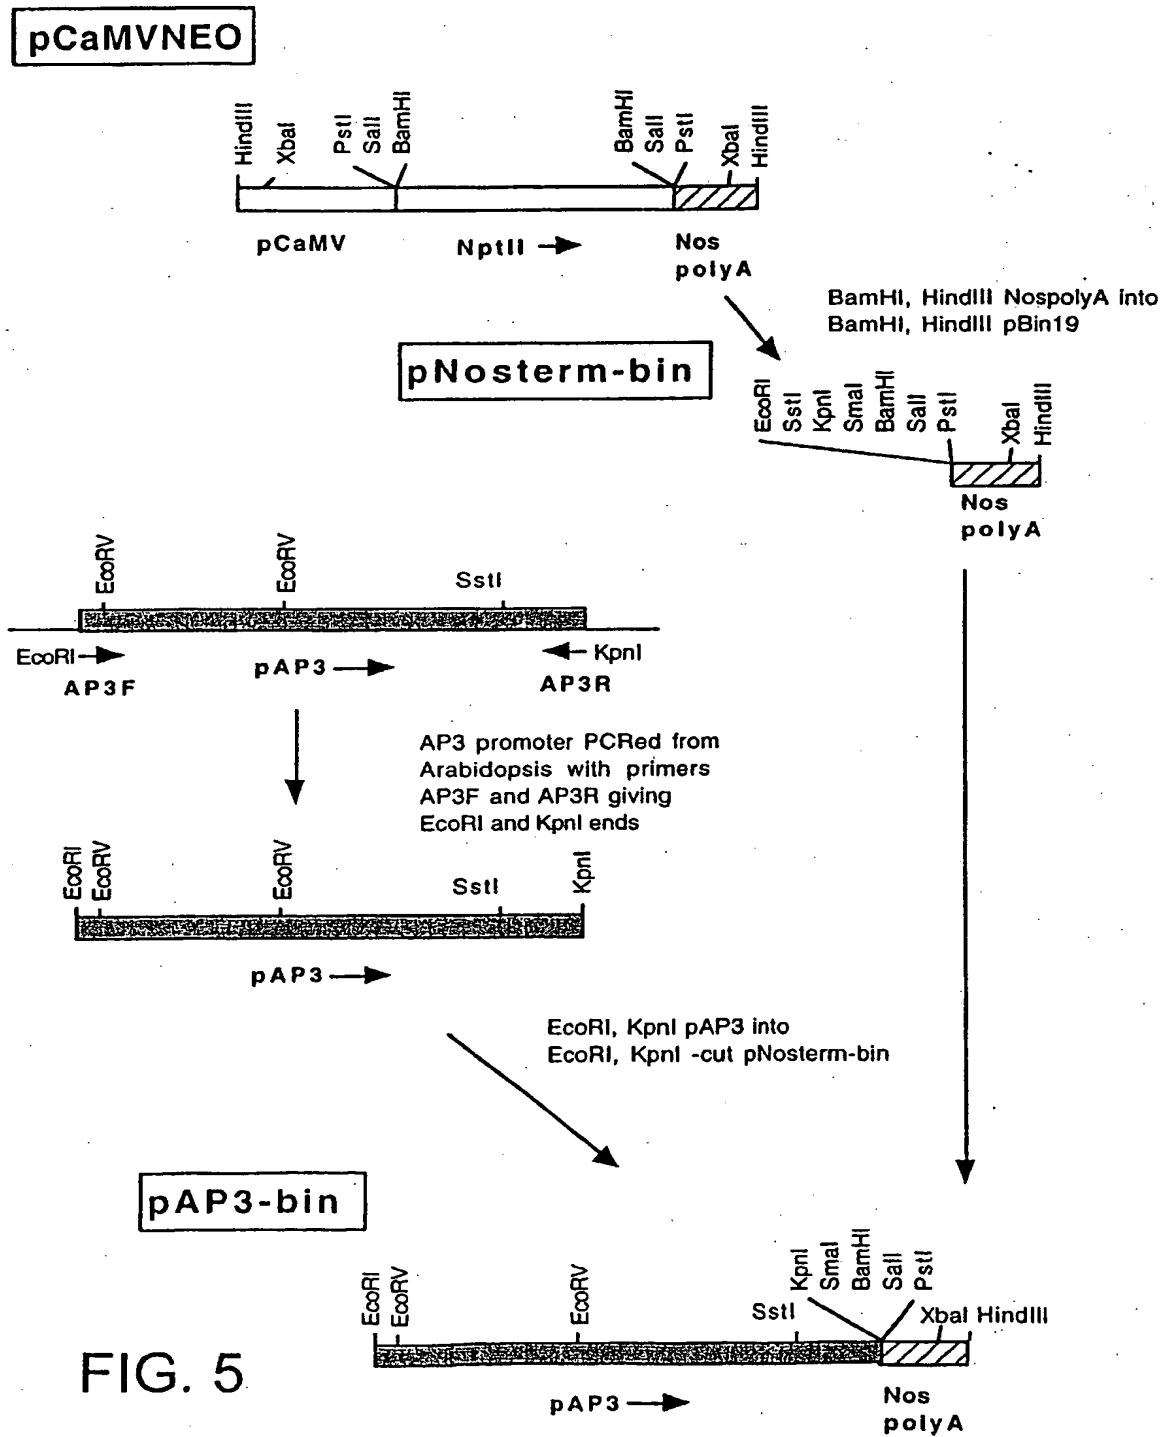 pCaMVNEO
HindIII
XbaI
PstI
SalI
BamHI
BamHI
SalI
PstI
XbaI
HindIII
pCaMV
NptII
Nos
polyA
BamHI, HindIII NospolyA into
BamHI, HindIII pBin19
pNosterm-bin
EcoRI
SstI
KpnI
SmaI
BamHI
SalI
PstI
XbaI
HindIII
Nos
polyA
EcoRV
EcoRV
SstI
EcoRI
AP3F
pAP3
KpnI
AP3R
AP3 promoter PCRed from
Arabidopsis with primers
AP3F and AP3R giving
EcoRI and KpnI ends
EcoRI
EcoRV
EcoRV
SstI
KpnI
pAP3
EcoRI, KpnI pAP3 into
EcoRI, KpnI -cut pNosterm-bin
pAP3-bin
EcoRI
EcoRV
EcoRV
SstI
KpnI
SmaI
BamHI
SalI
PstI
XbaI HindIII
pAP3
Nos
polyA
FIG. 5